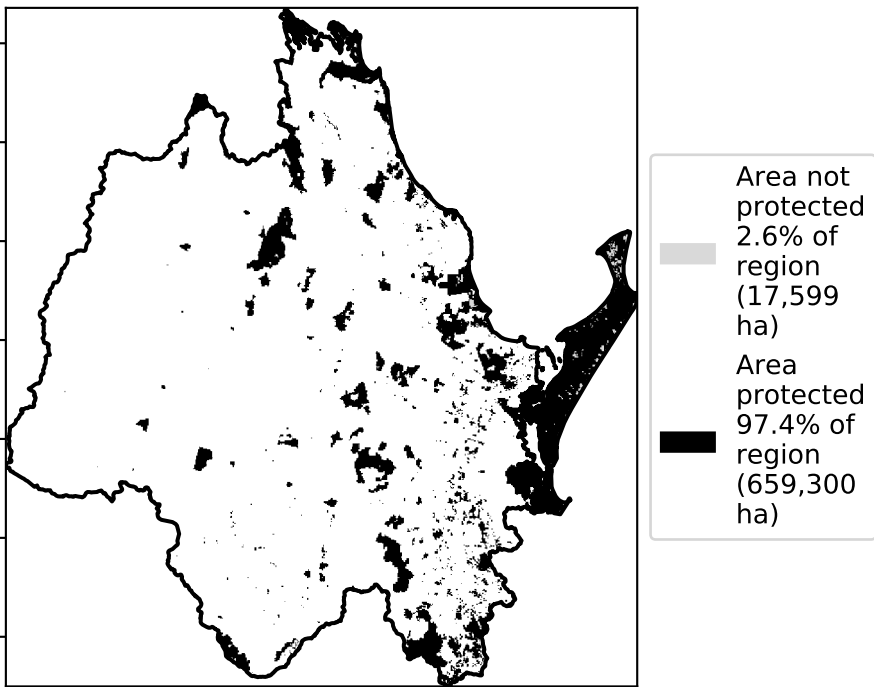 Area not
protected
2.6% of
region
(17,599
ha)
Area
protected
97.4% of
region
(659,300
ha)